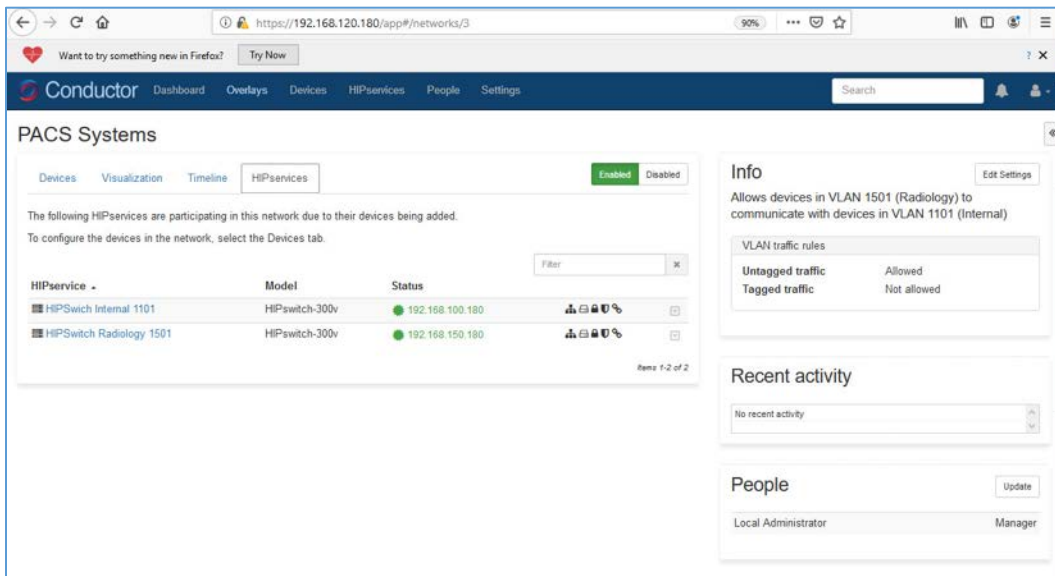 https://192.168.120.180/app#/networks/3
90%
Want to try something new in Firefox?
Try Now
?
Conductor
Dashboard
Overlays
Devices
HIPservices
People
Settings
Search
PACS Systems
Devices
Visualization
Timeline
HIPservices
Enabled
Disabled
The following HIPservices are participating in this network due to their devices being added.
To configure the devices in the network, select the Devices tab.
Filter
HIPservice
Model
Status
HIPSwich Internal 1101
HIPswitch-300v
192.168.100.180
HIPSwitch Radiology 1501
HIPswitch-300v
192.168.150.180
Items 1-2 of 2
Info
Edit Settings
Allows devices in VLAN 1501 (Radiology) to
communicate with devices in VLAN 1101 (Internal)
VLAN traffic rules
Untagged traffic
Allowed
Tagged traffic
Not allowed
Recent activity
No recent activity
People
Update
Local Administrator
Manager